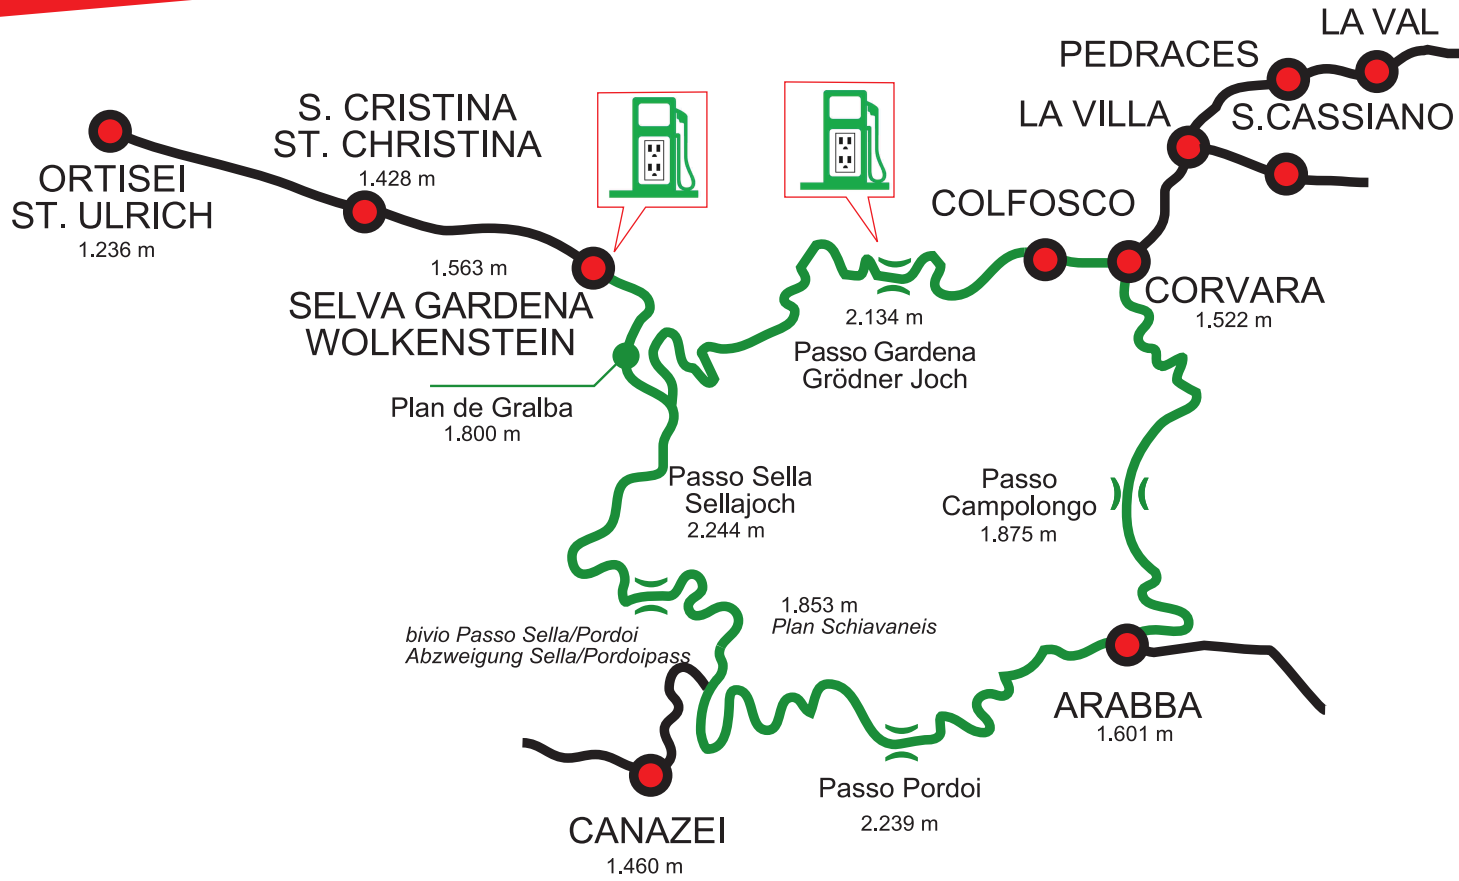 LA VAL
PEDRACES
LA VILLA
S.CASSIANO
S. CRISTINA
ST. CHRISTINA
1.428 m
ORTISEI
ST. ULRICH
1.236 m
COLFOSCO
1.563 m
SELVA GARDENA
WOLKENSTEIN
CORVARA
1.522 m
2.134 m
Passo Gardena
Grödner Joch
Plan de Gralba
1.800 m
Passo Sella
Sellajoch
2.244 m
Passo
Campolongo
1.875 m
1.853 m
Plan Schiavaneis
bivio Passo Sella/Pordoi
Abzweigung Sella/Pordoipass
ARABBA
1.601 m
Passo Pordoi
2.239 m
CANAZEI
1.460 m